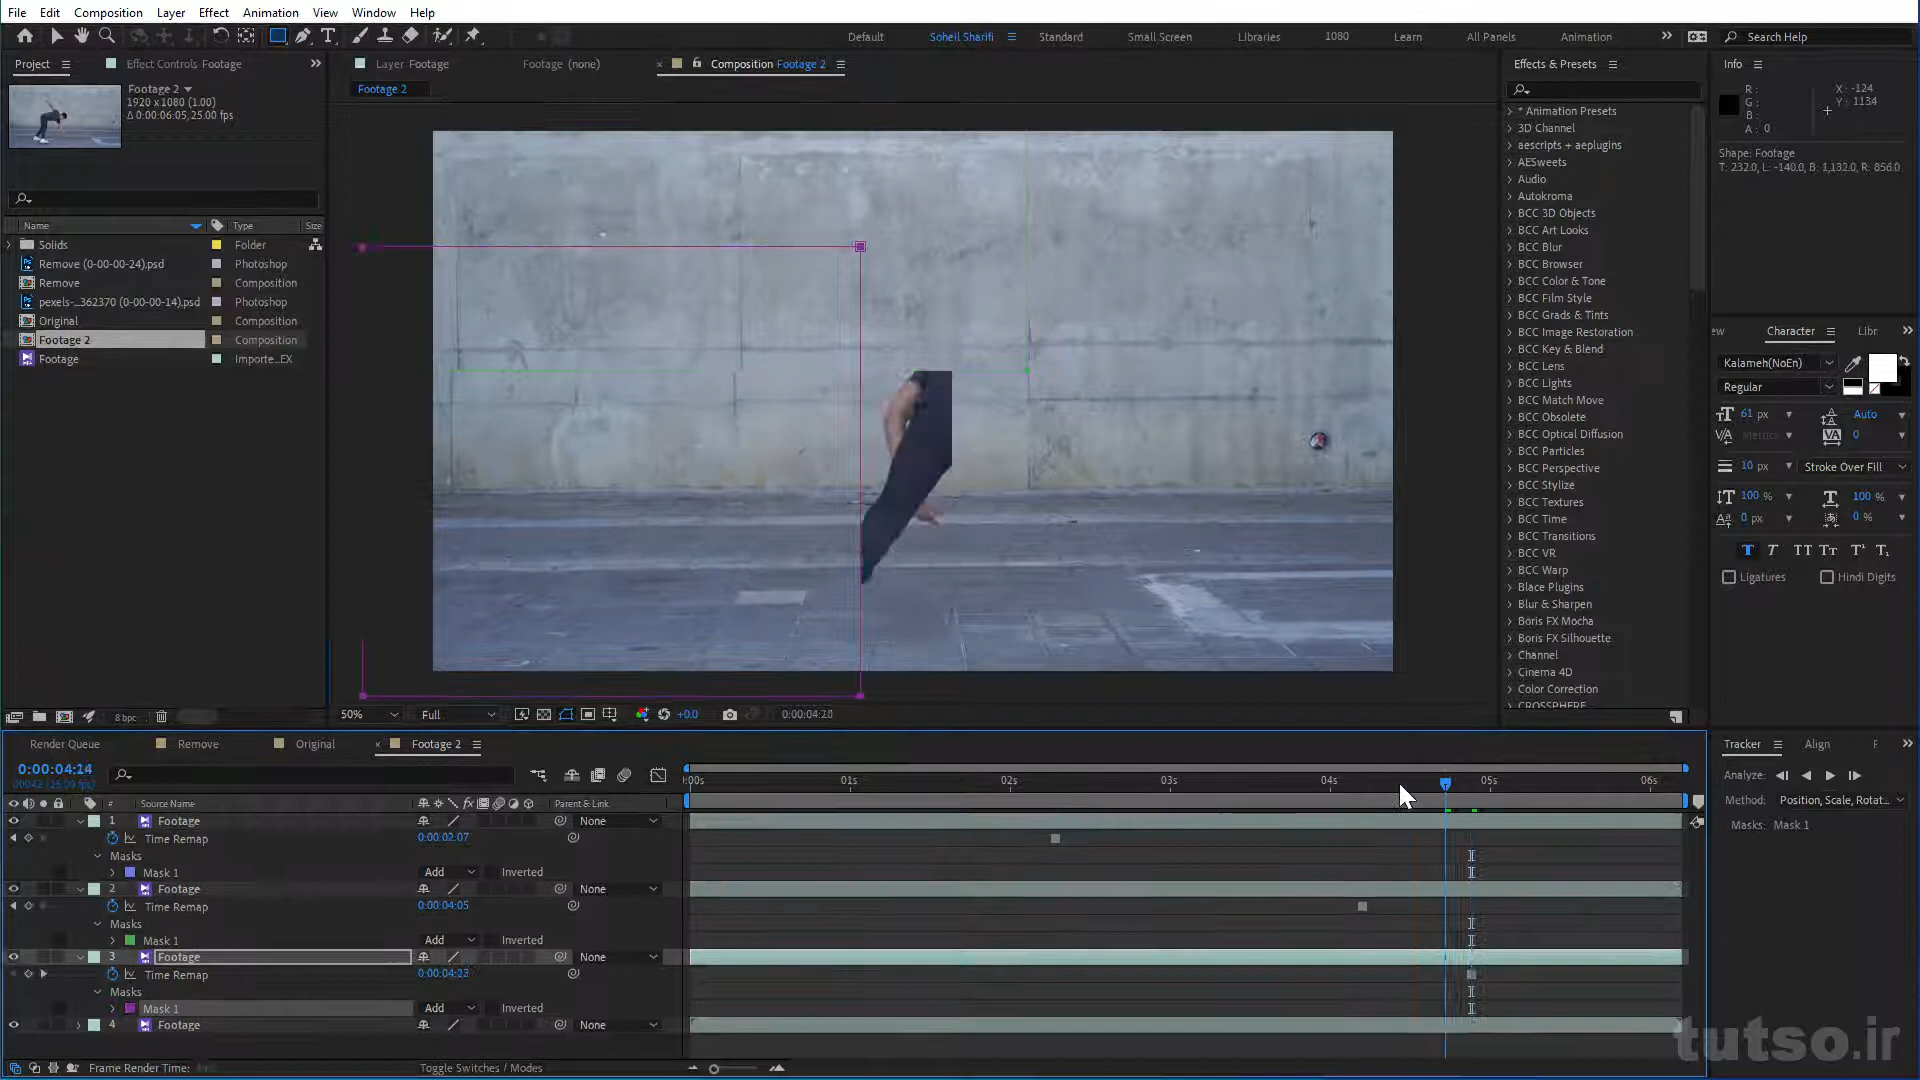 File Edit Composition Layer Effect Animation View Window Help
Default Soheil Sharifi Standard Small Screen Libraries 1080 Learn All Panels Animation Search Help
Project Effect Controls Footage Layer Footage Footage (none) Composition Footage 2 Effects & Presets Info
Footage 2
1920 x 1080 (1.00)
Δ 0:00:06:05, 25.00 fps
Footage 2
R :
G :
B :
A : 0
X : -124
Y : 1134
Shape: Footage
T: 232.0, L: -140.0, B: 1,132.0, R: 856.0
Name Type Size
Solids Folder
Remove (0-00-00-24).psd Photoshop
Remove Composition
pexels-_362370 (0-00-00-14).psd Photoshop
Original Composition
Footage 2 Composition
Footage Importe...EX
8 bpc
50% Full +0.0
* Animation Presets
3D Channel
aescripts + aeplugins
AESweets
Audio
Autokroma
BCC 3D Objects
BCC Art Looks
BCC Blur
BCC Browser
BCC Color & Tone
BCC Film Style
BCC Grads & Tints
BCC Image Restoration
BCC Key & Blend
BCC Lens
BCC Lights
BCC Match Move
BCC Obsolete
BCC Optical Diffusion
BCC Particles
BCC Perspective
BCC Stylize
BCC Textures
BCC Time
BCC Transitions
BCC VR
BCC Warp
Blace Plugins
Blur & Sharpen
Boris FX Mocha
Boris FX Silhouette
Channel
Cinema 4D
Color Correction
CROSSPHERE
Character Libr
Kalameh(NoEn)
Regular
61 px Auto
Metrics 0
10 px Stroke Over Fill
100 % 100 %
0 px 0 %
Ligatures Hindi Digits
Render Queue Remove Original Footage 2
0:00:04:14
Source Name Parent & Link
:00s 01s 02s 03s 04s 05s 06s
1 Footage None
Time Remap 0:00:02:07
Masks
Mask 1 Add Inverted
2 Footage None
Time Remap 0:00:04:05
Masks
Mask 1 Add Inverted
3 Footage None
Time Remap 0:00:04:23
Masks
Mask 1 Add Inverted
4 Footage None
Frame Render Time: Toggle Switches / Modes
Tracker Align
Analyze:
Method: Position, Scale, Rotat...
Masks: Mask 1
tutso.ir